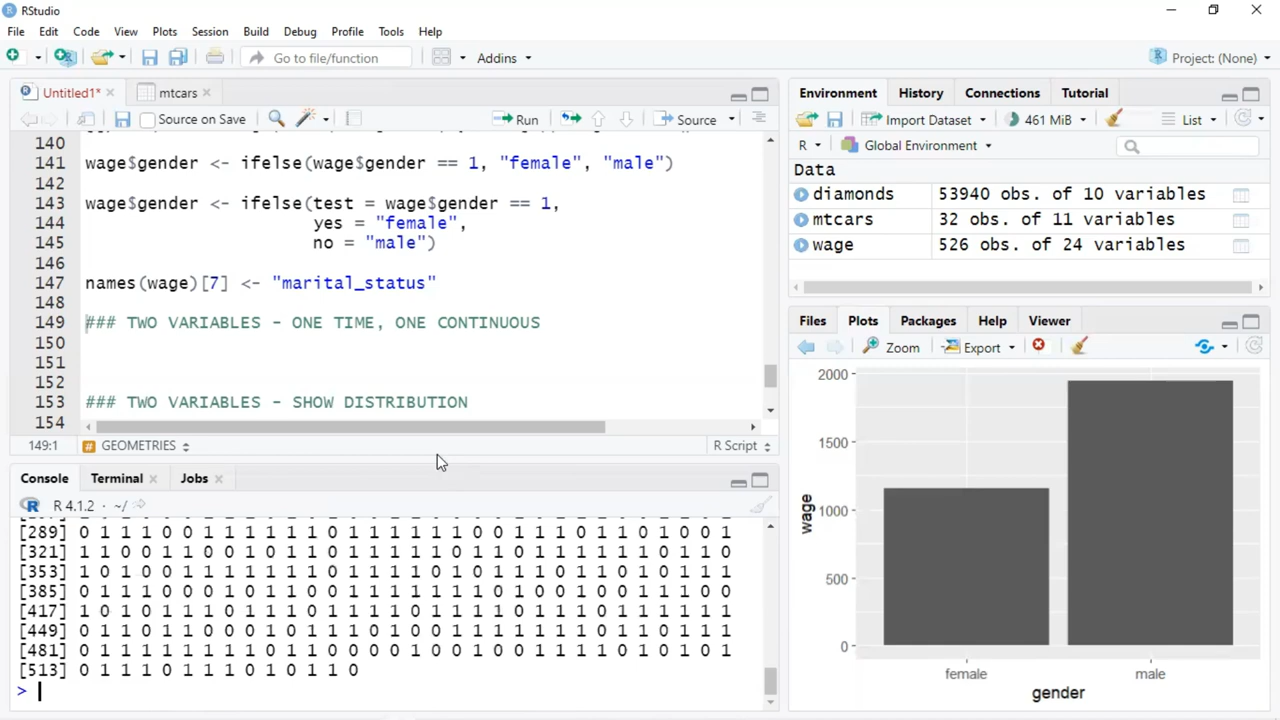 RStudio
File Edit Code View Plots Session Build Debug Profile Tools Help
Go to file/function Addins Project: (None)
Untitled1* mtcars
Source on Save Run Source
140
141 wage$gender <- ifelse(wage$gender == 1, "female", "male")
142
143 wage$gender <- ifelse(test = wage$gender == 1,
144 yes = "female",
145 no = "male")
146
147 names(wage)[7] <- "marital_status"
148
149 ### TWO VARIABLES - ONE TIME, ONE CONTINUOUS
150
151
152
153 ### TWO VARIABLES - SHOW DISTRIBUTION
154
149:1 # GEOMETRIES R Script
Console Terminal Jobs
R 4.1.2 · ~/
[289] 0 1 1 1 0 0 1 1 1 1 1 1 0 1 1 1 1 1 1 1 0 0 1 1 1 0 1 1 0 1 0 0 1
[321] 1 1 0 0 1 1 0 0 1 0 1 1 0 1 1 1 1 1 0 1 1 0 1 1 1 1 1 1 0 1 1 0
[353] 1 0 1 0 0 1 1 1 1 1 1 0 1 1 1 1 0 1 0 1 1 1 0 1 1 0 1 0 1 1 1 1
[385] 0 1 1 1 0 0 1 0 1 1 0 0 1 1 1 1 1 1 1 0 1 0 0 1 0 0 1 1 1 0 0
[417] 1 0 1 0 1 1 1 0 1 1 1 0 1 1 1 1 0 1 1 1 1 0 1 1 1 0 1 1 1 1 1 1
[449] 0 1 1 0 1 1 0 0 0 1 0 1 1 1 0 1 0 0 1 1 1 1 1 1 1 0 1 1 0 1 1 1
[481] 0 1 1 1 1 1 1 1 0 1 1 0 0 0 0 1 0 0 1 0 0 1 1 1 1 0 1 0 1 0 1
[513] 0 1 1 1 0 1 1 1 0 1 0 1 1 0
>
Environment History Connections Tutorial
Import Dataset 461 MiB List
R Global Environment
Data
diamonds 53940 obs. of 10 variables
mtcars 32 obs. of 11 variables
wage 526 obs. of 24 variables
Files Plots Packages Help Viewer
Zoom Export
2000
1500
1000
500
0
wage
female male
gender